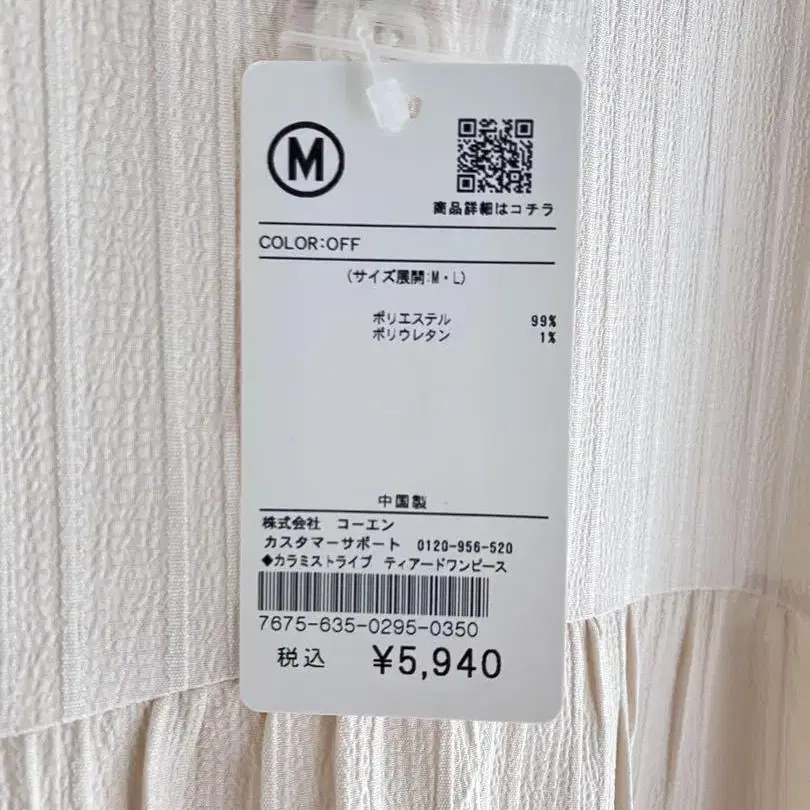 M
商品詳細はコチラ
COLOR:OFF
(サイズ展開:M・L)
ポリエステル 99%
ポリウレタン 1%
中国製
株式会社 コーエン
カスタマーサポート 0120-956-520
◆カラミストライプ ティアードワンピース
7675-635-0295-0350
税込 ¥5,940